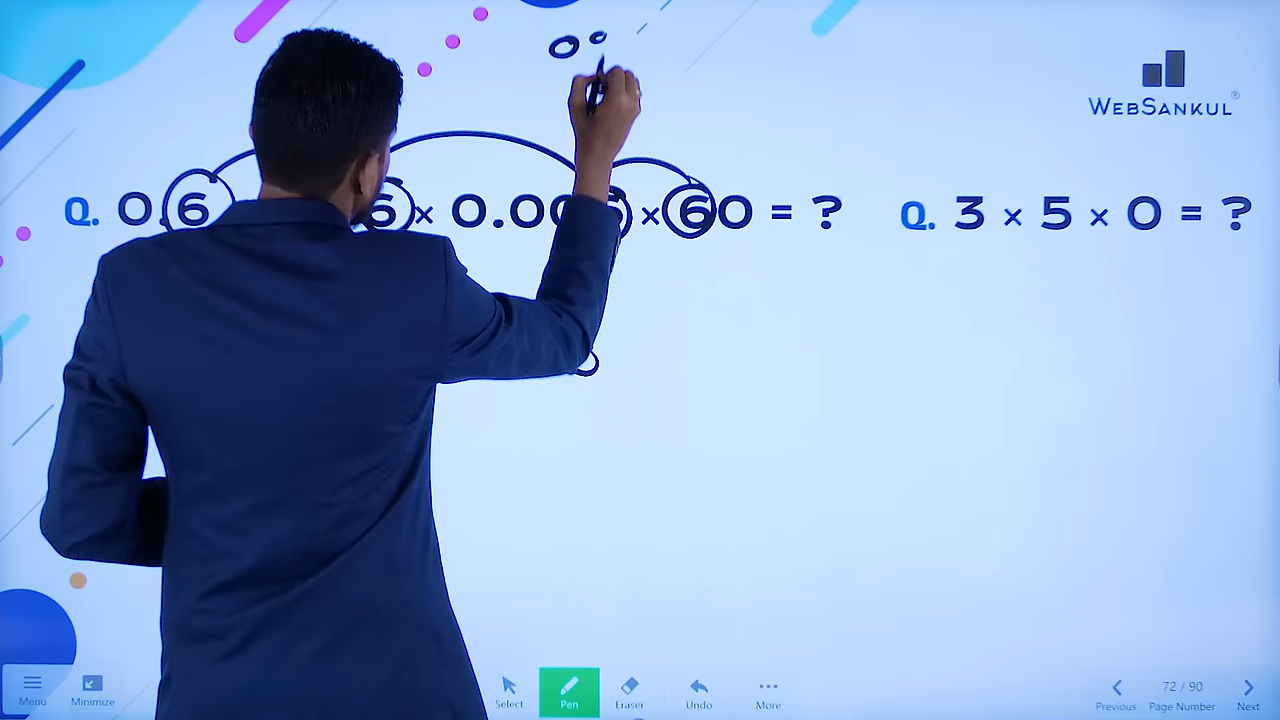 WEBSANKUL®
Q. 0.6 × 0.00 × 60 = ?
Q. 3 × 5 × 0 = ?
Menu
Minimize
Select
Pen
Eraser
Undo
More
Previous
72 / 90
Page Number
Next